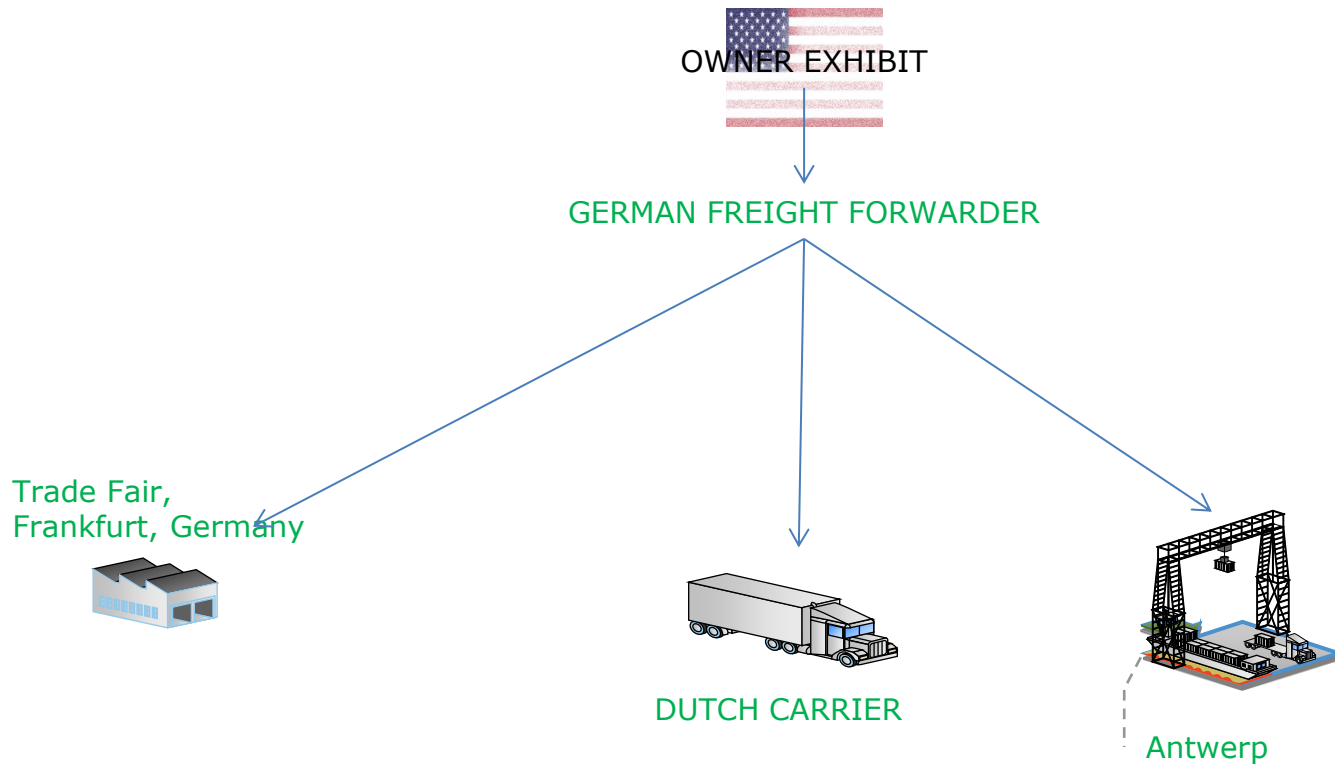 OWNER EXHIBIT
GERMAN FREIGHT FORWARDER
Trade Fair,
Frankfurt, Germany
DUTCH CARRIER
Antwerp